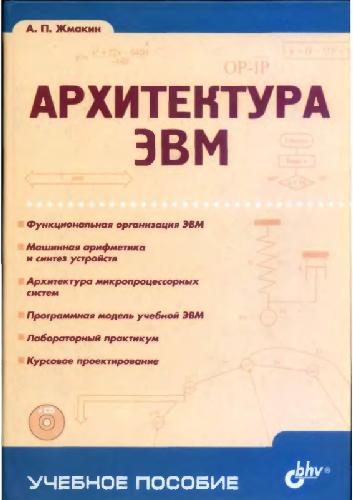 А. П. Жмакин
OP-IP
АРХИТЕКТУРА
ЭВМ
Функциональная организация ЭВМ
Машинная арифметика
и синтез устройств
Архитектура микропроцессорных
систем
Программная модель учебной ЭВМ
Лабораторный практикум
Курсовое проектирование
+CD
bhv®
УЧЕБНОЕ ПОСОБИЕ